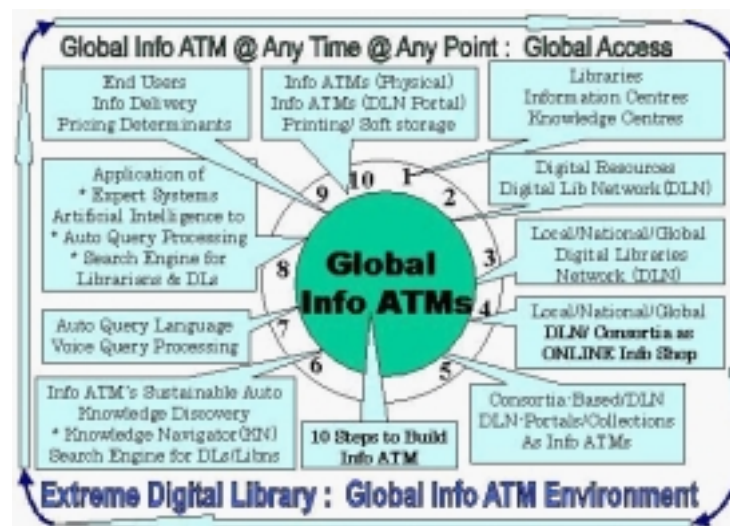 Global Info ATM @ Any Time @ Any Point : Global Access
End Users
Info Delivery
Pricing Determinants
Info ATMs (Physical)
Info ATMs (DLN Portal)
Printing/ Soft storage
Libraries
Information Centres
Knowledge Centres
Application of
* Expert Systems
Artificial Intelligence to
* Auto Query Processing
* Search Engine for
Librarians & DLs
Digital Resources
Digital Lib Network(DLN)
Local/National/Global
Digital Libraries
Network (DLN)
Local/National/Global
DLN/ Consortia as
ONLINE Info Shop
Auto Query Language
Voice Query Processing
Info ATM's Sustainable Auto
Knowledge Discovery
* Knowledge Navigator(KN)
Search Engine for DLs/Libns
10 Steps to Build
Info ATM
Consortia-Based/DLN
DLN-Portals/Collections
As Info ATMs
1
2
3
4
5
6
7
8
9
10
Global
Info ATMs
Extreme Digital Library : Global Info ATM Environment